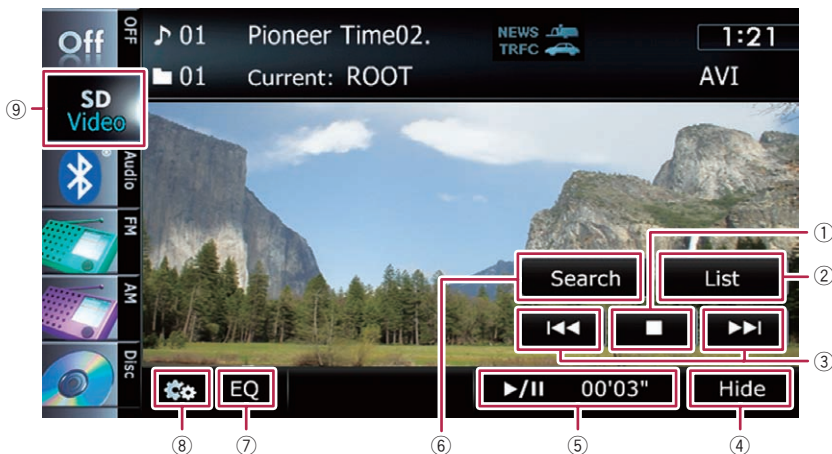 Off
OFF
♪ 01 Pioneer Time02.
NEWS
TRFC
1:21
01 Current: ROOT
AVI
⑨
SD
Video
Audio
FM
AM
Disc
①
Search
List
②
③
EQ
►/II 00'03"
Hide
⑧
⑦
⑥
⑤
④